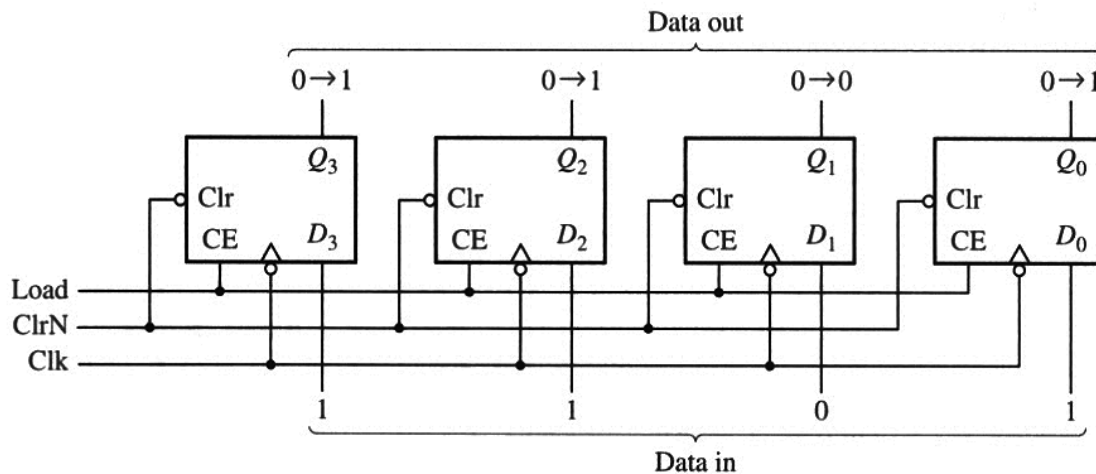 Data out
0→1 0→1 0→0 0→1
Q3 Q2 Q1 Q0
Clr Clr Clr Clr
CE D3 CE D2 CE D1 CE D0
Load
ClrN
Clk
1 1 0 1
Data in